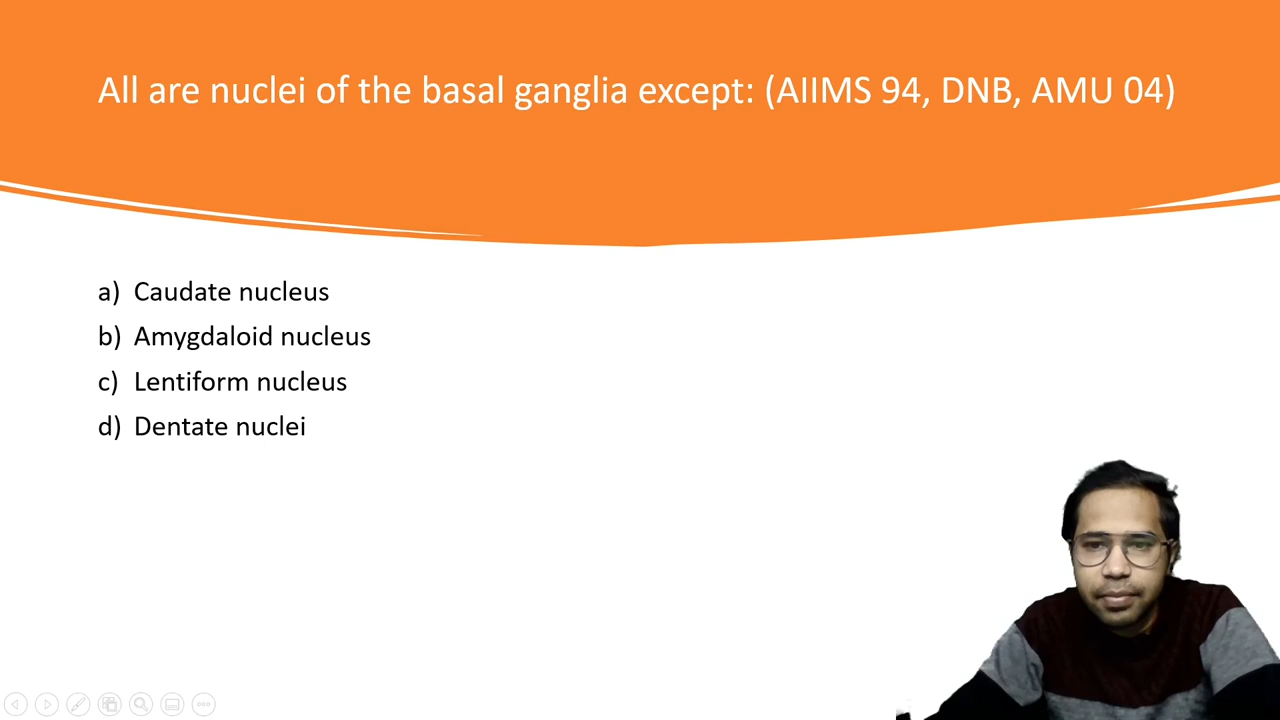 All are nuclei of the basal ganglia except: (AIIMS 94, DNB, AMU 04)
a) Caudate nucleus
b) Amygdaloid nucleus
c) Lentiform nucleus
d) Dentate nuclei